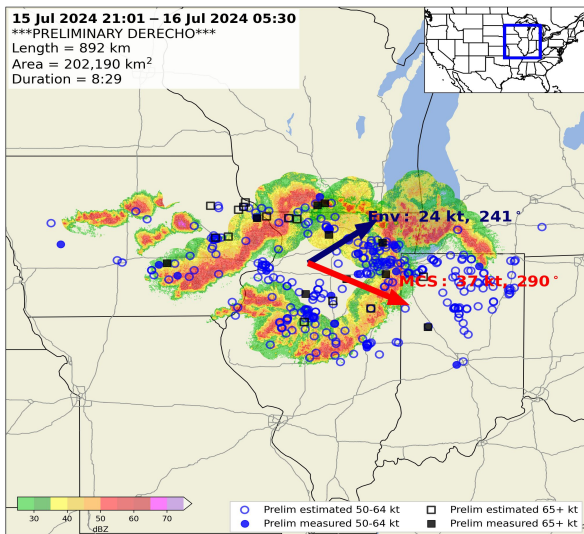 15 Jul 2024 21:01 – 16 Jul 2024 05:30
***PRELIMINARY DERECHO***
Length = 892 km
Area = 202,190 km²
Duration = 8:29
Env: 24 kt, 241°
MCS: 37 kt, 290°
30 40 50 60 70
dBZ
Prelim estimated 50-64 kt
Prelim estimated 65+ kt
Prelim measured 50-64 kt
Prelim measured 65+ kt